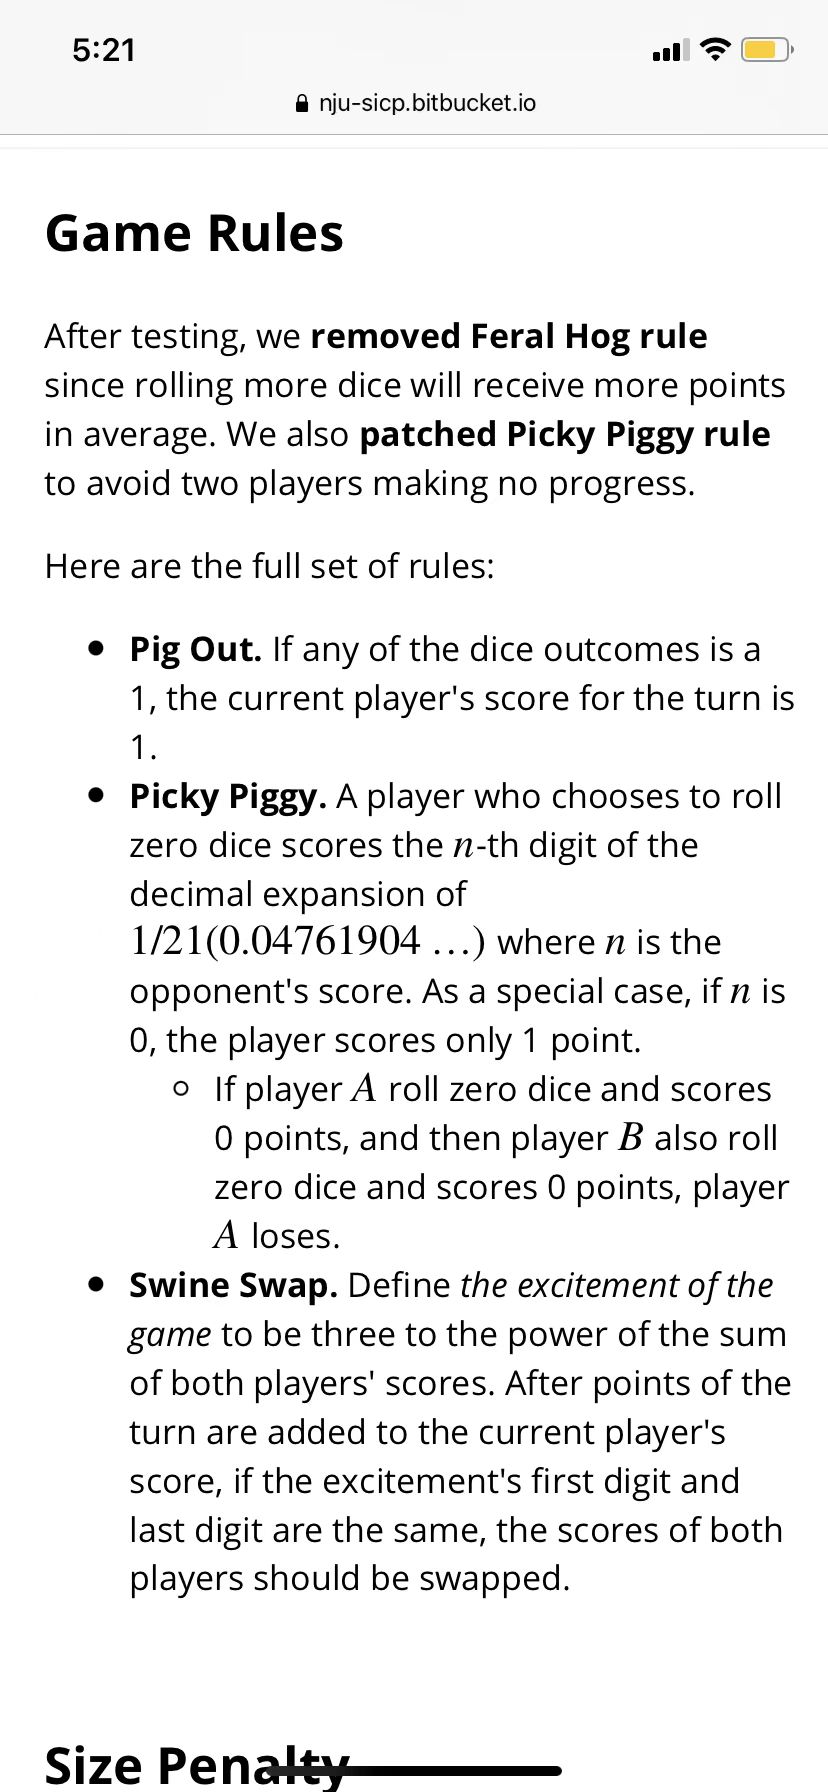 5:21
nju-sicp.bitbucket.io
Game Rules
After testing, we removed Feral Hog rule
since rolling more dice will receive more points
in average. We also patched Picky Piggy rule
to avoid two players making no progress.
Here are the full set of rules:
• Pig Out. If any of the dice outcomes is a
1, the current player's score for the turn is
1.
• Picky Piggy. A player who chooses to roll
zero dice scores the n-th digit of the
decimal expansion of
1/21(0.04761904 …) where n is the
opponent's score. As a special case, if n is
0, the player scores only 1 point.
◦ If player A roll zero dice and scores
0 points, and then player B also roll
zero dice and scores 0 points, player
A loses.
• Swine Swap. Define the excitement of the
game to be three to the power of the sum
of both players' scores. After points of the
turn are added to the current player's
score, if the excitement's first digit and
last digit are the same, the scores of both
players should be swapped.
Size Penalty